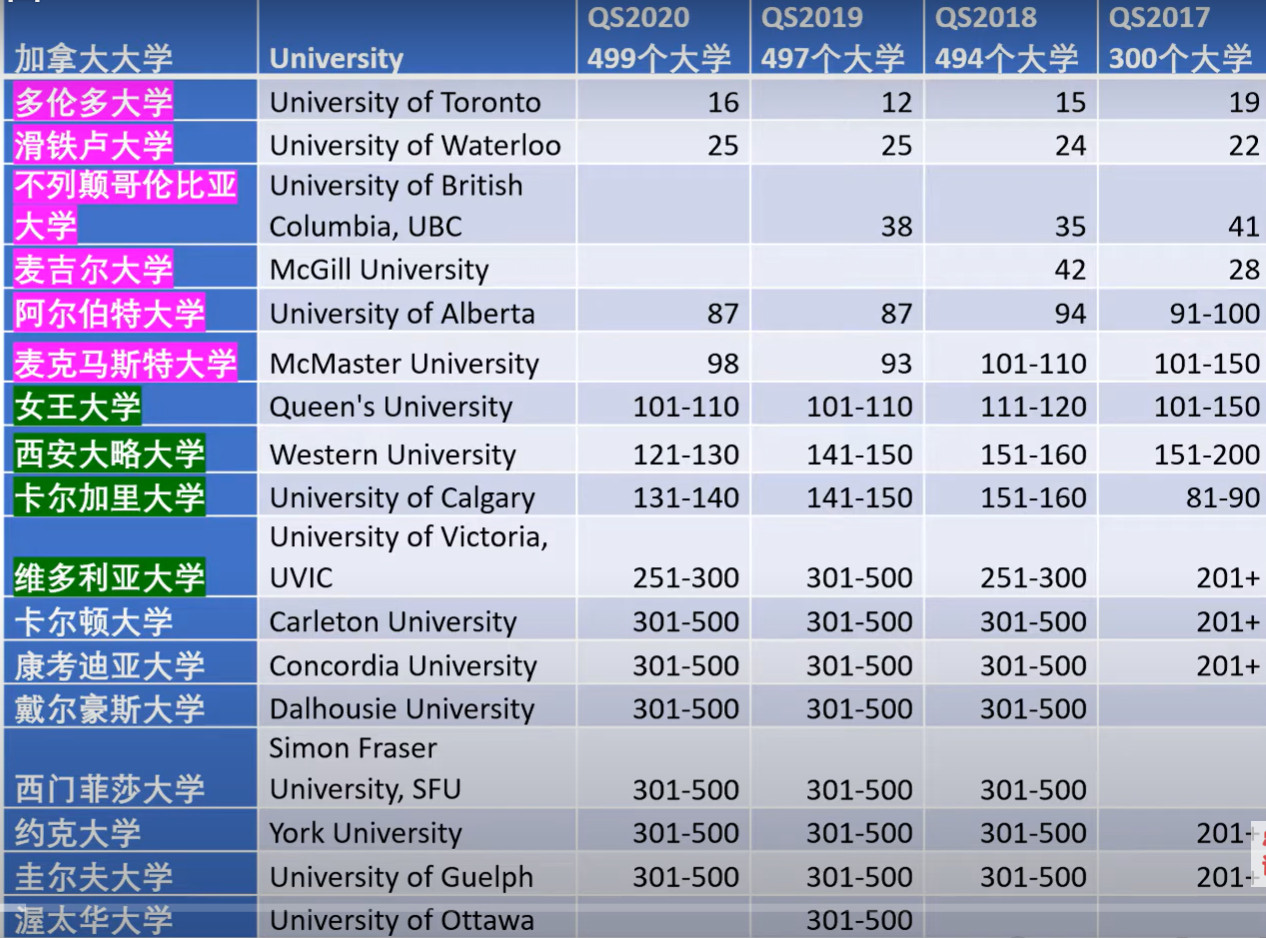 加拿大大学 University QS2020 499个大学 QS2019 497个大学 QS2018 494个大学 QS2017 300个大学
多伦多大学 University of Toronto 16 12 15 19
滑铁卢大学 University of Waterloo 25 25 24 22
不列颠哥伦比亚大学 University of British Columbia, UBC 38 35 41
麦吉尔大学 McGill University 42 28
阿尔伯特大学 University of Alberta 87 87 94 91-100
麦克马斯特大学 McMaster University 98 93 101-110 101-150
女王大学 Queen's University 101-110 101-110 111-120 101-150
西安大略大学 Western University 121-130 141-150 151-160 151-200
卡尔加里大学 University of Calgary 131-140 141-150 151-160 81-90
维多利亚大学 University of Victoria, UVIC 251-300 301-500 251-300 201+
卡尔顿大学 Carleton University 301-500 301-500 301-500 201+
康考迪亚大学 Concordia University 301-500 301-500 301-500 201+
戴尔豪斯大学 Dalhousie University 301-500 301-500 301-500
西门菲莎大学 Simon Fraser University, SFU 301-500 301-500 301-500
约克大学 York University 301-500 301-500 301-500 201+
圭尔夫大学 University of Guelph 301-500 301-500 301-500 201+
渥太华大学 University of Ottawa 301-500